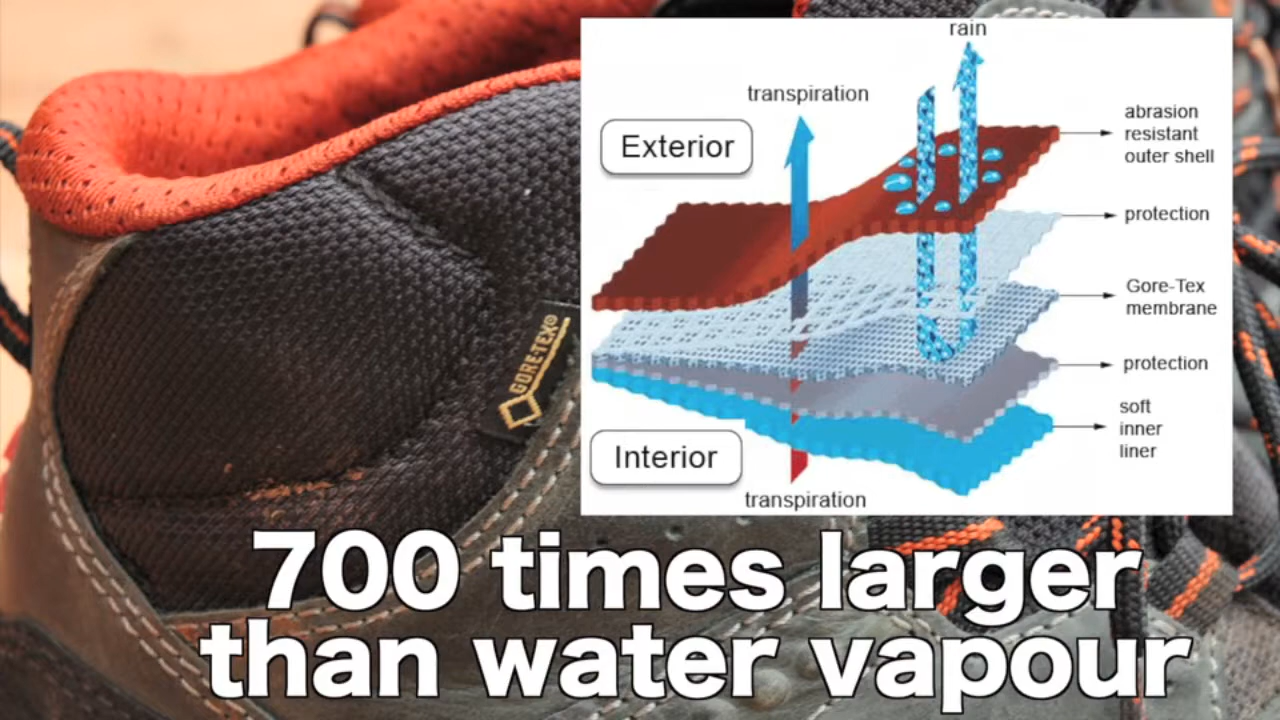 rain
transpiration
Exterior
abrasion
resistant
outer shell
protection
Gore-Tex
membrane
protection
soft
inner
liner
Interior
transpiration
GORE-TEX®
700 times larger
than water vapour